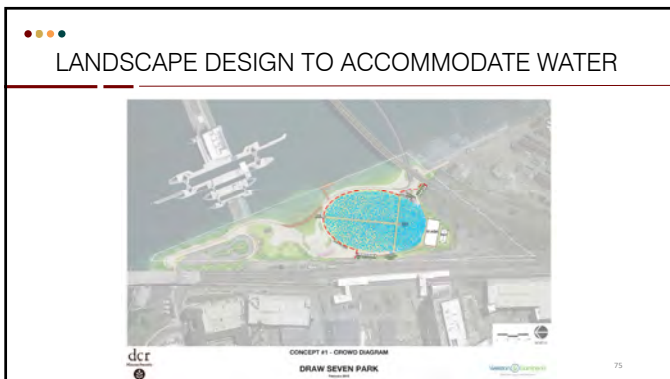 LANDSCAPE DESIGN TO ACCOMMODATE WATER
CONCEPT #1 - CROWD DIAGRAM
DRAW SEVEN PARK
dcr
75